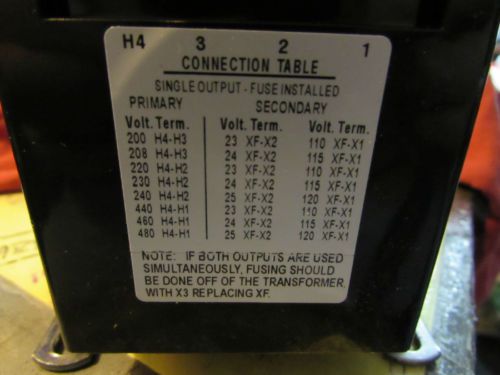 H4 3 2 1
CONNECTION TABLE
SINGLE OUTPUT - FUSE INSTALLED
PRIMARY SECONDARY
Volt. Term. Volt. Term. Volt. Term.
200 H4-H3 23 XF-X2 110 XF-X1
208 H4-H3 24 XF-X2 115 XF-X1
220 H4-H2 23 XF-X2 110 XF-X1
230 H4-H2 24 XF-X2 115 XF-X1
240 H4-H2 25 XF-X2 120 XF-X1
440 H4-H1 23 XF-X2 110 XF-X1
460 H4-H1 24 XF-X2 115 XF-X1
480 H4-H1 25 XF-X2 120 XF-X1
NOTE: IF BOTH OUTPUTS ARE USED
SIMULTANEOUSLY, FUSING SHOULD
BE DONE OFF OF THE TRANSFORMER,
WITH X3 REPLACING XF.